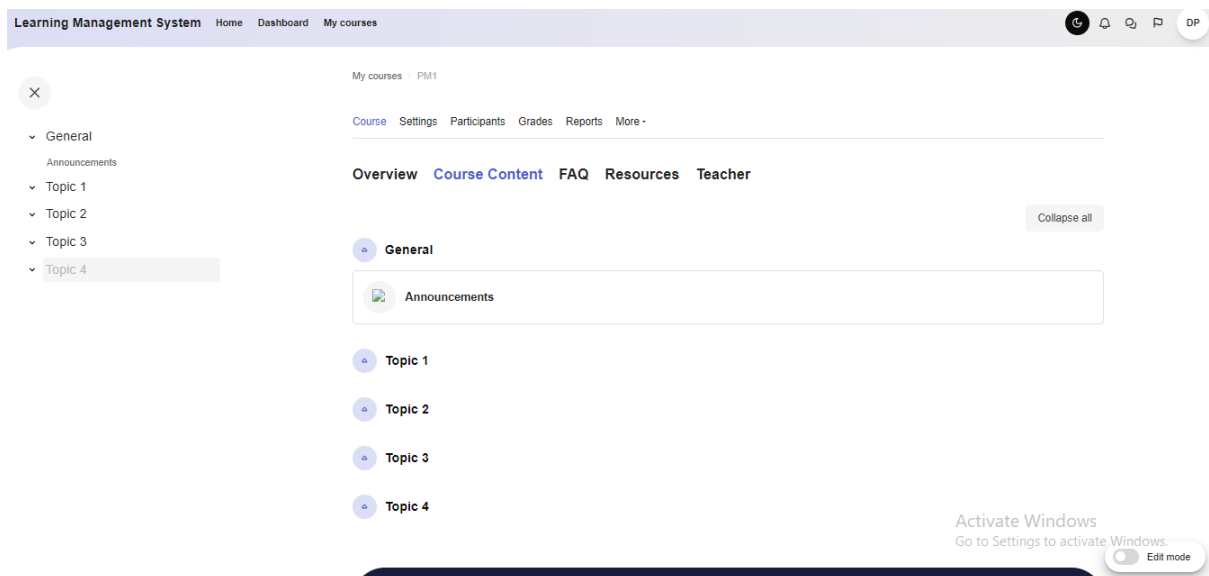 Learning Management System Home Dashboard My courses DP
My courses / PM1
General
Announcements
Topic 1
Topic 2
Topic 3
Topic 4
Course Settings Participants Grades Reports More
Overview Course Content FAQ Resources Teacher
Collapse all
General
Announcements
Topic 1
Topic 2
Topic 3
Topic 4
Activate Windows
Go to Settings to activate Windows.
Edit mode